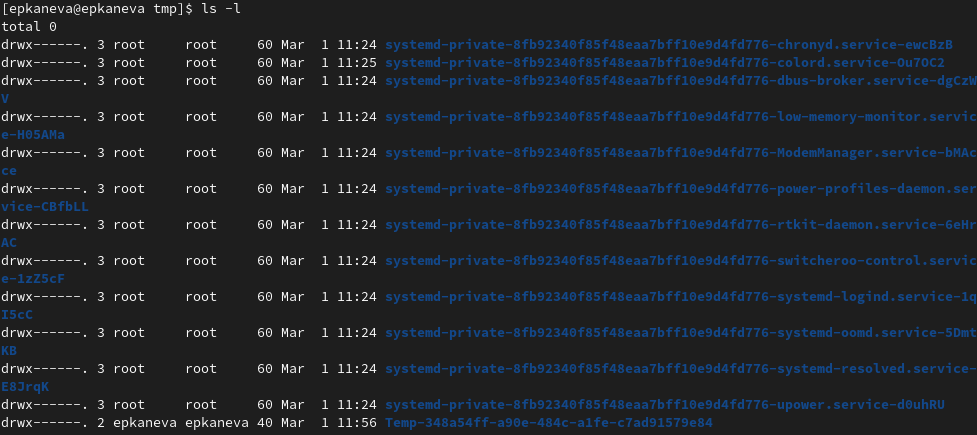 [epkaneva@epkaneva tmp]$ ls -l
total 0
drwx------. 3 root     root     60 Mar  1 11:24 systemd-private-8fb92340f85f48eaa7bff10e9d4fd776-chronyd.service-ewcBzB
drwx------. 3 root     root     60 Mar  1 11:25 systemd-private-8fb92340f85f48eaa7bff10e9d4fd776-colord.service-Ou7OC2
drwx------. 3 root     root     60 Mar  1 11:24 systemd-private-8fb92340f85f48eaa7bff10e9d4fd776-dbus-broker.service-dgCzW
V
drwx------. 3 root     root     60 Mar  1 11:24 systemd-private-8fb92340f85f48eaa7bff10e9d4fd776-low-memory-monitor.servic
e-H05AMa
drwx------. 3 root     root     60 Mar  1 11:24 systemd-private-8fb92340f85f48eaa7bff10e9d4fd776-ModemManager.service-bMAc
ce
drwx------. 3 root     root     60 Mar  1 11:24 systemd-private-8fb92340f85f48eaa7bff10e9d4fd776-power-profiles-daemon.ser
vice-CBfbLL
drwx------. 3 root     root     60 Mar  1 11:24 systemd-private-8fb92340f85f48eaa7bff10e9d4fd776-rtkit-daemon.service-6eHr
AC
drwx------. 3 root     root     60 Mar  1 11:24 systemd-private-8fb92340f85f48eaa7bff10e9d4fd776-switcheroo-control.servic
e-1zZ5cF
drwx------. 3 root     root     60 Mar  1 11:24 systemd-private-8fb92340f85f48eaa7bff10e9d4fd776-systemd-logind.service-1q
I5cC
drwx------. 3 root     root     60 Mar  1 11:24 systemd-private-8fb92340f85f48eaa7bff10e9d4fd776-systemd-oomd.service-5Dmt
KB
drwx------. 3 root     root     60 Mar  1 11:24 systemd-private-8fb92340f85f48eaa7bff10e9d4fd776-systemd-resolved.service-
E8JrqK
drwx------. 3 root     root     60 Mar  1 11:24 systemd-private-8fb92340f85f48eaa7bff10e9d4fd776-upower.service-d0uhRU
drwx------. 2 epkaneva epkaneva 40 Mar  1 11:56 Temp-348a54ff-a90e-484c-a1fe-c7ad91579e84